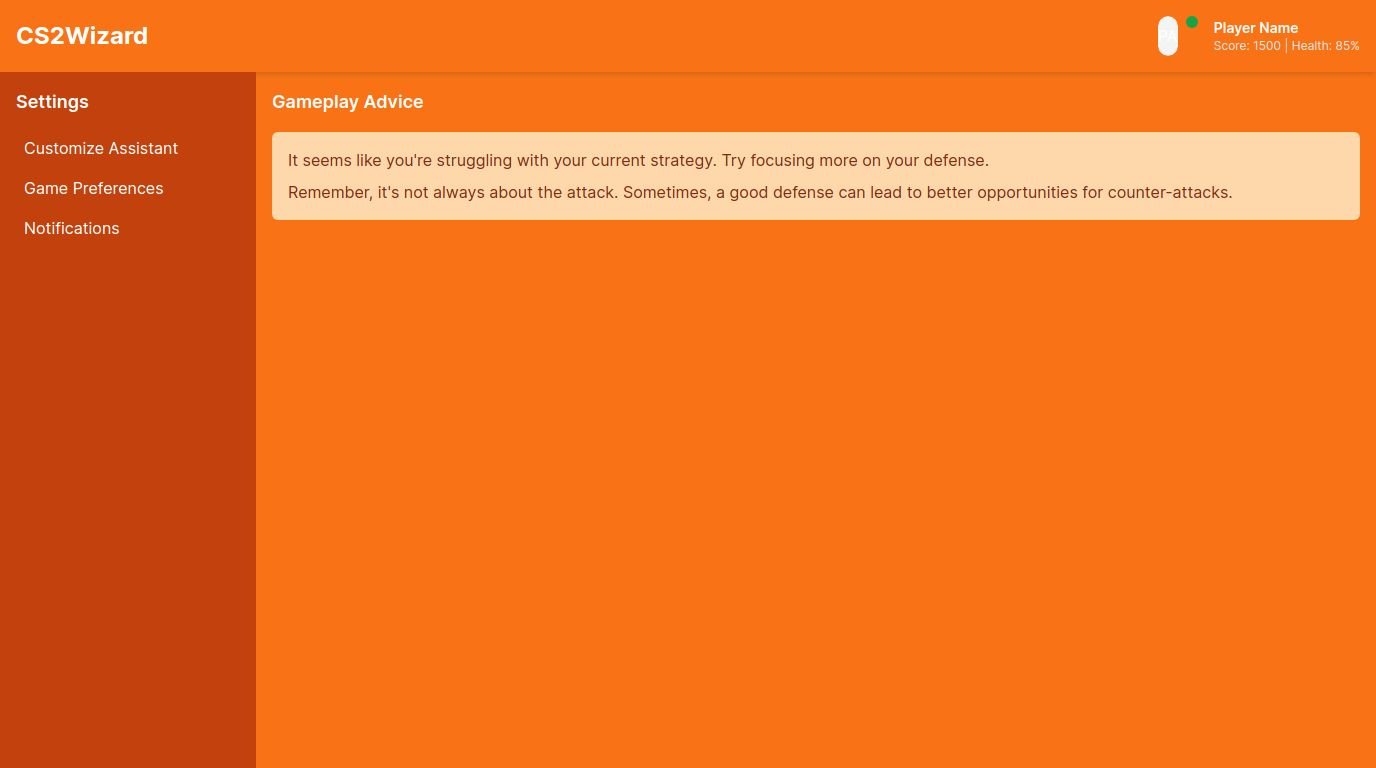 CS2Wizard
PA
Player Name
Score: 1500 | Health: 85%
Settings
Customize Assistant
Game Preferences
Notifications
Gameplay Advice
It seems like you're struggling with your current strategy. Try focusing more on your defense.
Remember, it's not always about the attack. Sometimes, a good defense can lead to better opportunities for counter-attacks.